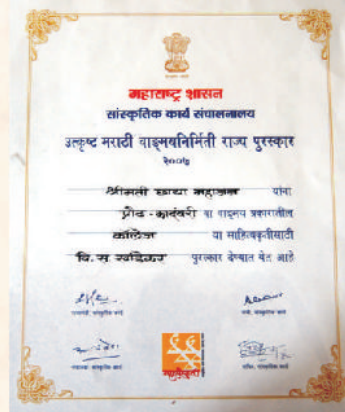 महाराष्ट्र शासन
सांस्कृतिक कार्य संचालनालय
उत्कृष्ट मराठी वाङ्मयनिर्मिती राज्य पुरस्कार
श्रीमती छाया महाजन यांना
प्रौढ - कादंबरी या वाङ्मय प्रकारातील
कॉलेज या साहित्यकृतीसाठी
वि. स. खांडेकर पुरस्कार देण्यात येत आहे